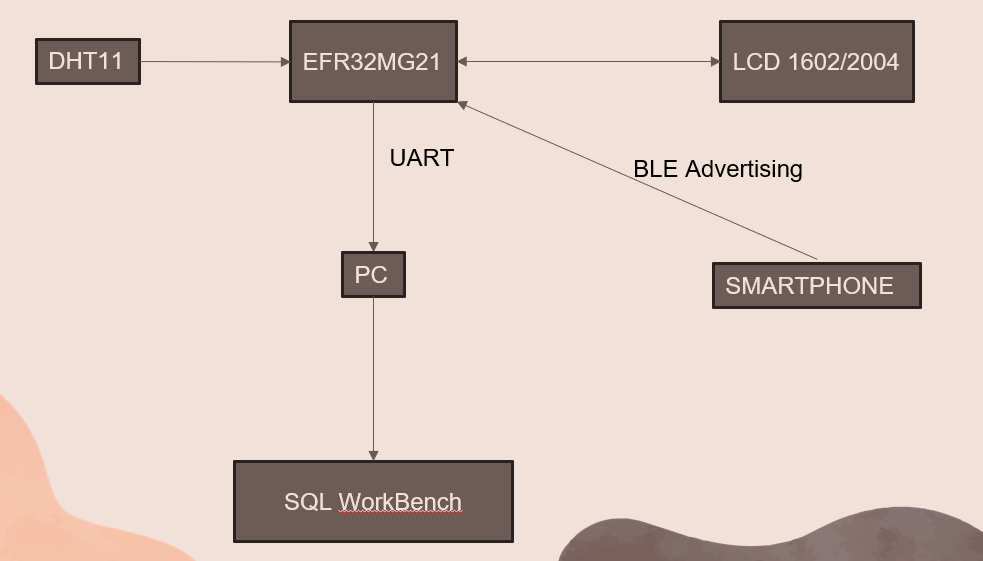 DHT11
EFR32MG21
LCD 1602/2004
UART
BLE Advertising
PC
SMARTPHONE
SQL WorkBench